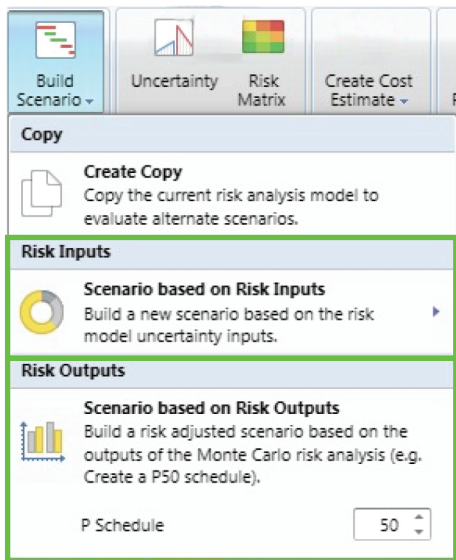 Build
Scenario
Uncertainty
Risk
Matrix
Create Cost
Estimate
Copy
Create Copy
Copy the current risk analysis model to
evaluate alternate scenarios.
Risk Inputs
Scenario based on Risk Inputs
Build a new scenario based on the risk
model uncertainty inputs.
Risk Outputs
Scenario based on Risk Outputs
Build a risk adjusted scenario based on the
outputs of the Monte Carlo risk analysis (e.g.
Create a P50 schedule).
P Schedule 50